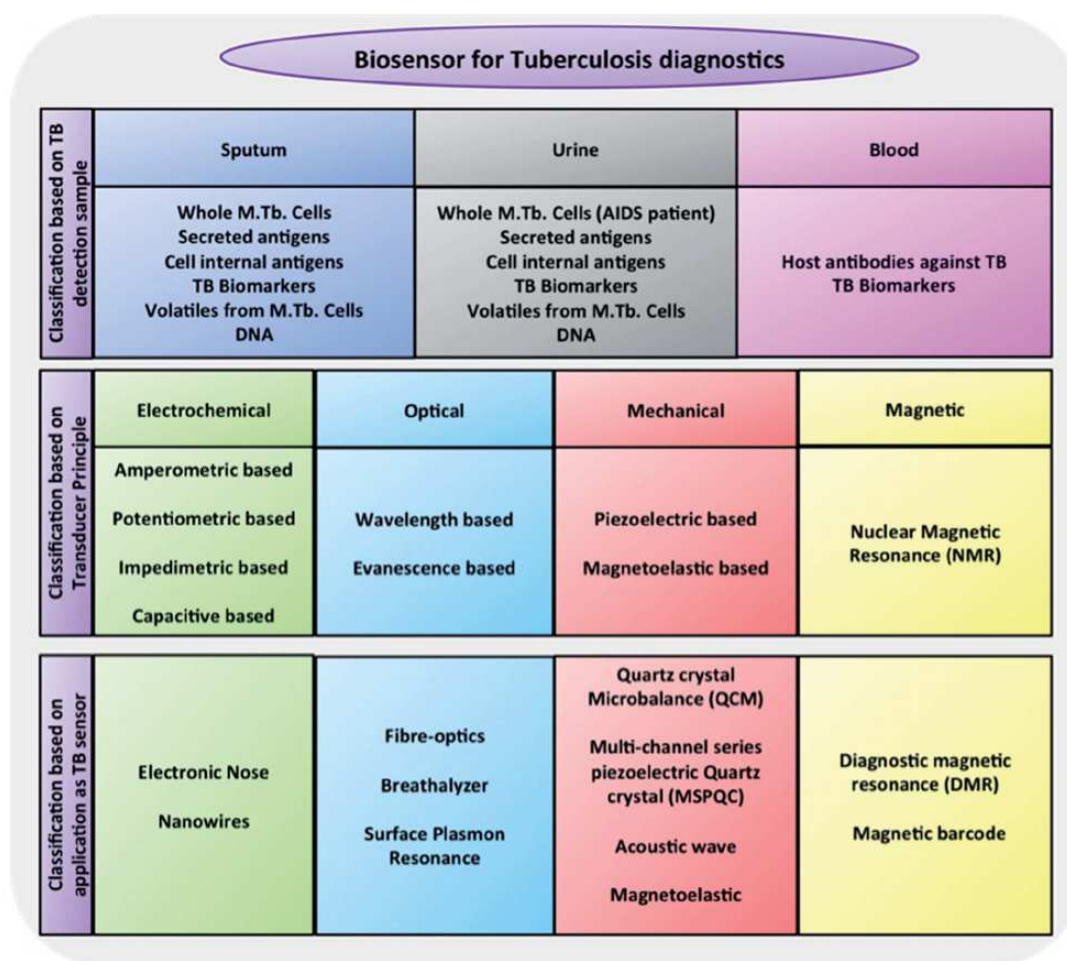 Biosensor for Tuberculosis diagnostics
Classification based on TB
detection sample
Sputum
Urine
Blood
Whole M.Tb. Cells
Secreted antigens
Cell internal antigens
TB Biomarkers
Volatiles from M.Tb. Cells
DNA
Whole M.Tb. Cells (AIDS patient)
Secreted antigens
Cell internal antigens
TB Biomarkers
Volatiles from M.Tb. Cells
DNA
Host antibodies against TB
TB Biomarkers
Classification based on
Transducer Principle
Electrochemical
Optical
Mechanical
Magnetic
Amperometric based
Potentiometric based
Impedimetric based
Capacitive based
Wavelength based
Evanescence based
Piezoelectric based
Magnetoelastic based
Nuclear Magnetic
Resonance (NMR)
Classification based on
application as TB sensor
Electronic Nose
Nanowires
Fibre-optics
Breathalyzer
Surface Plasmon
Resonance
Quartz crystal
Microbalance (QCM)
Multi-channel series
piezoelectric Quartz
crystal (MSPQC)
Acoustic wave
Magnetoelastic
Diagnostic magnetic
resonance (DMR)
Magnetic barcode